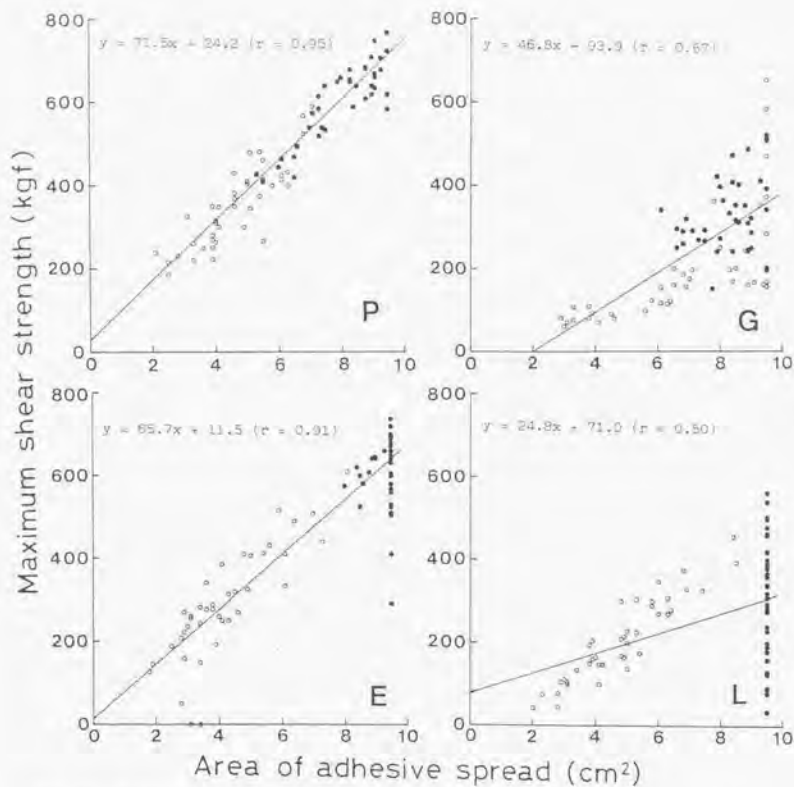 Maximum shear strength (kgf)
800
600
400
200
0
y = 71.5x + 24.2 (r = 0.95)
P
0 2 4 6 8 10
800
600
400
200
0
y = 46.8x - 93.9 (r = 0.67)
G
0 2 4 6 8 10
800
600
400
200
0
y = 65.7x + 11.5 (r = 0.91)
E
0 2 4 6 8 10
800
600
400
200
0
y = 24.8x + 71.0 (r = 0.50)
L
0 2 4 6 8 10
Area of adhesive spread (cm²)